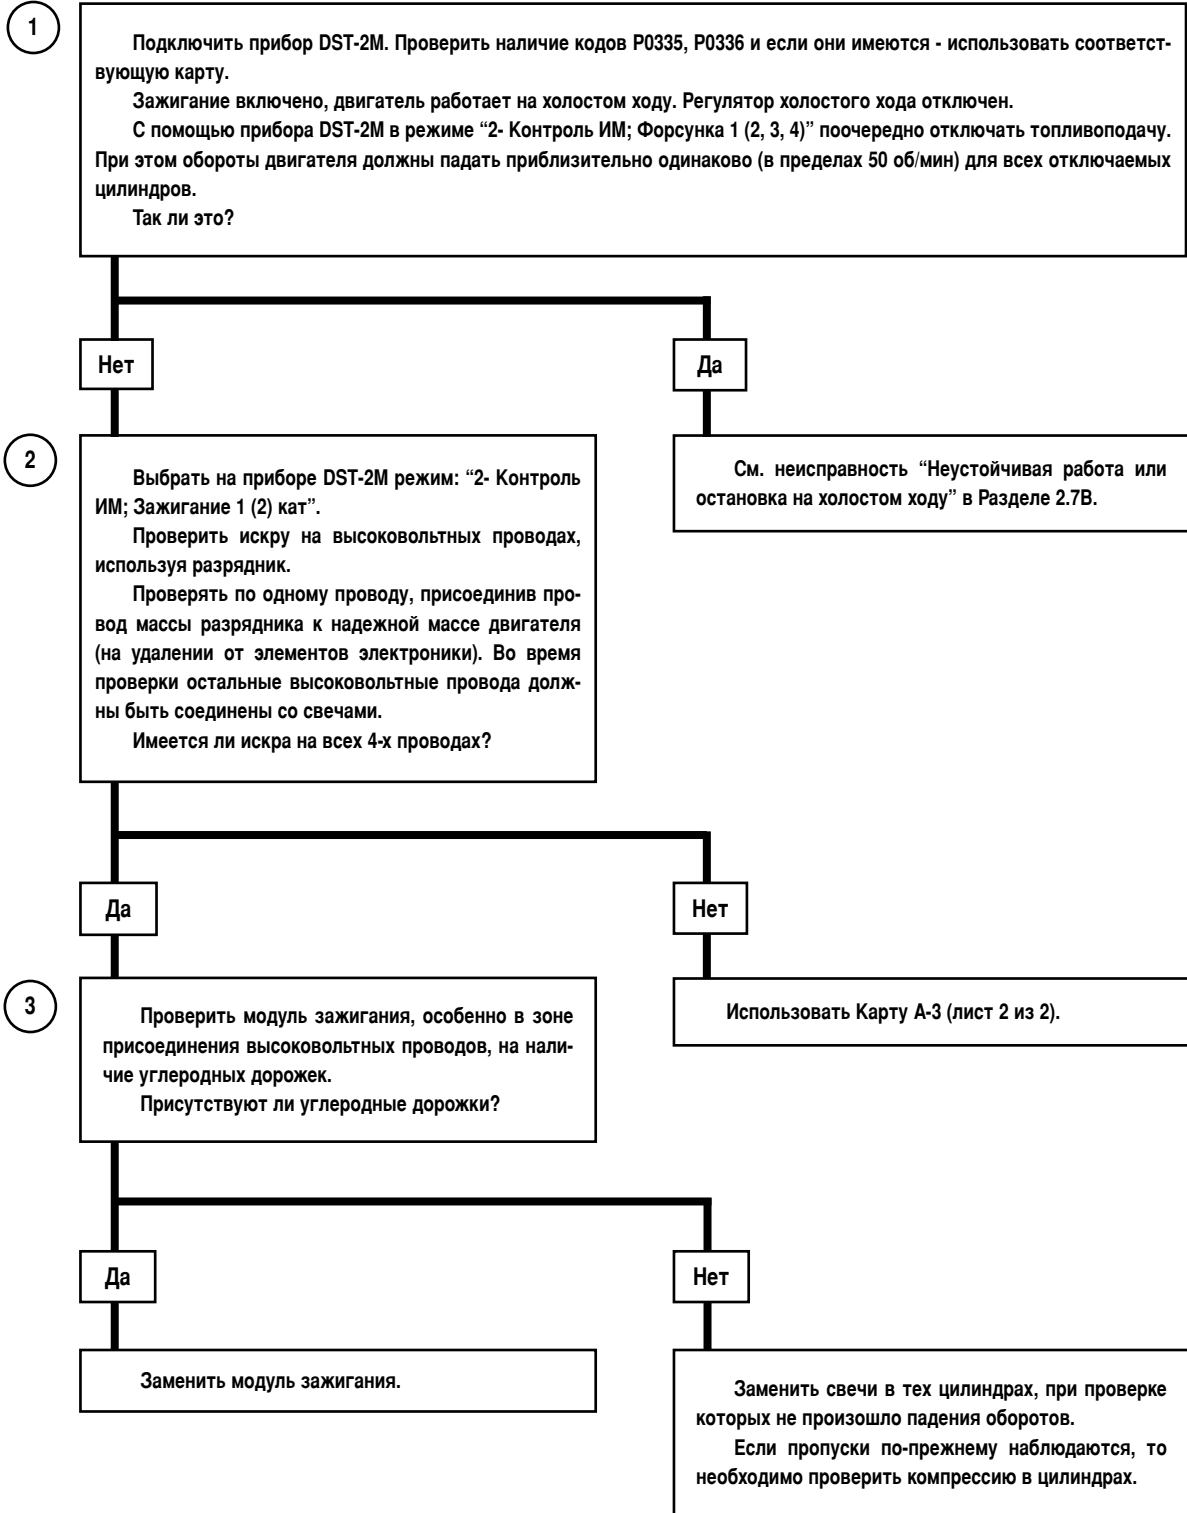 1
Подключить прибор DST-2M. Проверить наличие кодов P0335, P0336 и если они имеются - использовать соответст-
вующую карту.
Зажигание включено, двигатель работает на холостом ходу. Регулятор холостого хода отключен.
С помощью прибора DST-2M в режиме “2- Контроль ИМ; Форсунка 1 (2, 3, 4)” поочередно отключать топливоподачу.
При этом обороты двигателя должны падать приблизительно одинаково (в пределах 50 об/мин) для всех отключаемых
цилиндров.
Так ли это?
Нет
Да
2
Выбрать на приборе DST-2M режим: “2- Контроль
ИМ; Зажигание 1 (2) кат”.
Проверить искру на высоковольтных проводах,
используя разрядник.
Проверять по одному проводу, присоединив про-
вод массы разрядника к надежной массе двигателя
(на удалении от элементов электроники). Во время
проверки остальные высоковольтные провода долж-
ны быть соединены со свечами.
Имеется ли искра на всех 4-х проводах?
См. неисправность “Неустойчивая работа или
остановка на холостом ходу” в Разделе 2.7В.
Да
Нет
3
Проверить модуль зажигания, особенно в зоне
присоединения высоковольтных проводов, на нали-
чие углеродных дорожек.
Присутствуют ли углеродные дорожки?
Использовать Карту А-3 (лист 2 из 2).
Да
Нет
Заменить модуль зажигания.
Заменить свечи в тех цилиндрах, при проверке
которых не произошло падения оборотов.
Если пропуски по-прежнему наблюдаются, то
необходимо проверить компрессию в цилиндрах.